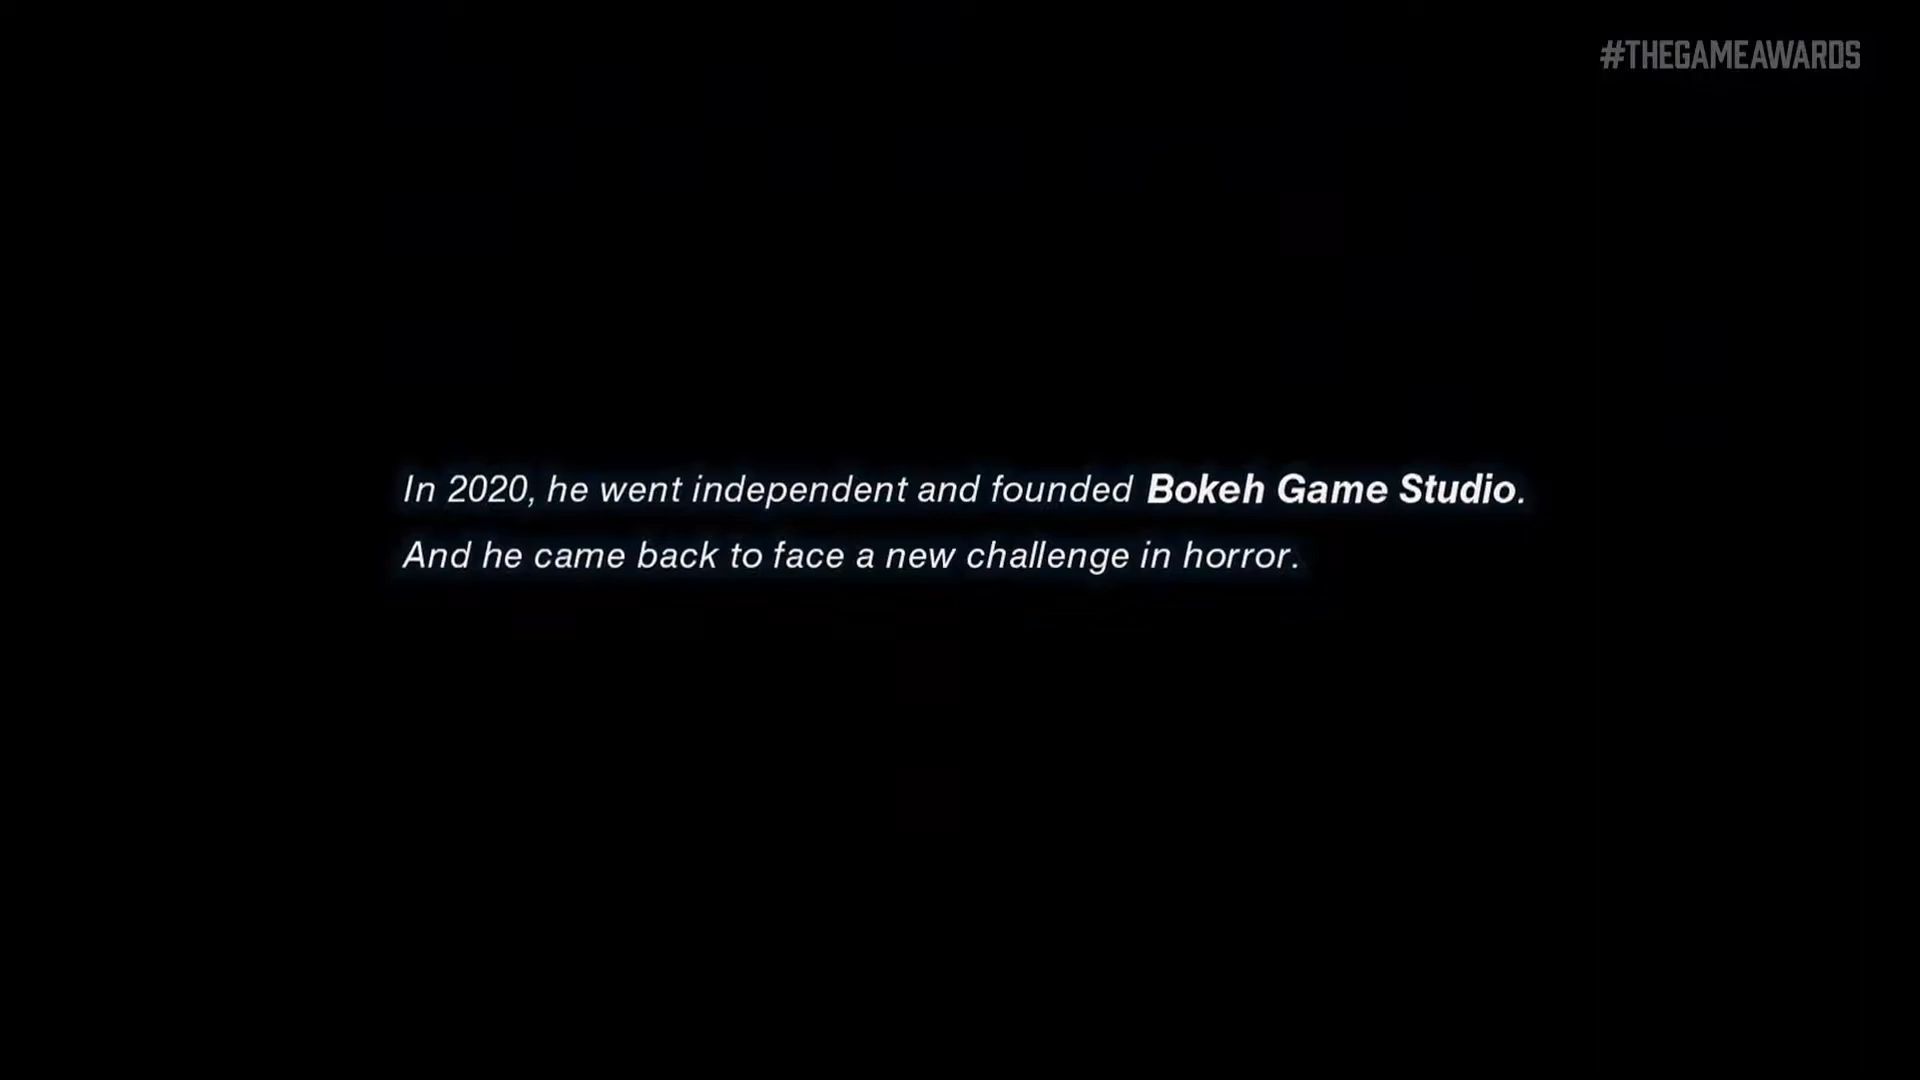 #THEGAMEAWARDS
In 2020, he went independent and founded Bokeh Game Studio.
And he came back to face a new challenge in horror.